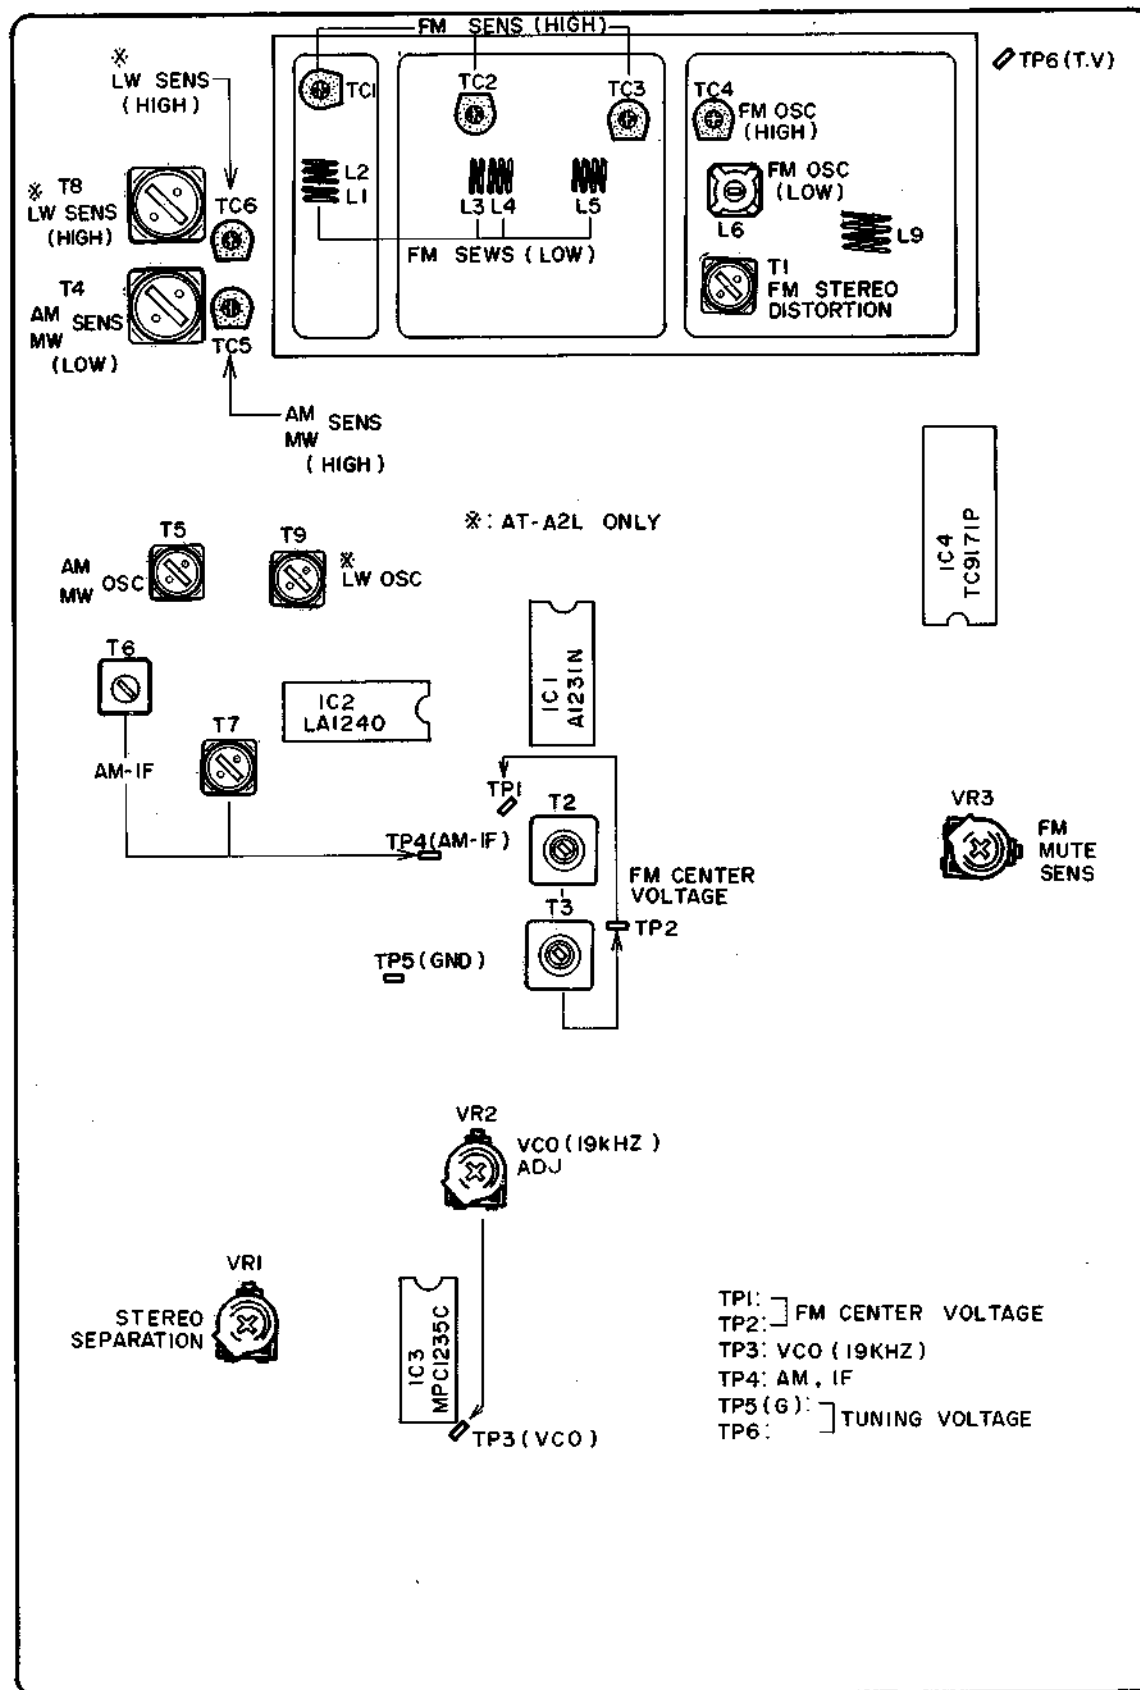 FM SENS (HIGH)
※
LW SENS
(HIGH)
TC1
TC2
TC3
TC4
FM OSC
(HIGH)
TP6 (T.V)
※ T8
LW SENS
(HIGH)
TC6
L2
L1
L3 L4
L5
FM OSC
(LOW)
L6
L9
FM SEWS (LOW)
T4
AM
MW SENS
(LOW)
TC5
T1
FM STEREO
DISTORTION
AM
MW SENS
(HIGH)
※: AT-A2L ONLY
IC4
TC9171P
T5
AM
MW OSC
T9
※
LW OSC
T6
IC2
LA1240
IC1
A1231N
T7
AM-IF
TP1
T2
TP4 (AM-IF)
VR3
FM
MUTE
SENS
FM CENTER
VOLTAGE
T3
TP2
TP5 (GND)
VR2
VCO (19KHZ)
ADJ
VR1
STEREO
SEPARATION
IC3
MPC1235C
TP3 (VCO)
TP1:
TP2: FM CENTER VOLTAGE
TP3: VCO (19KHZ)
TP4: AM, IF
TP5 (G):
TP6: TUNING VOLTAGE